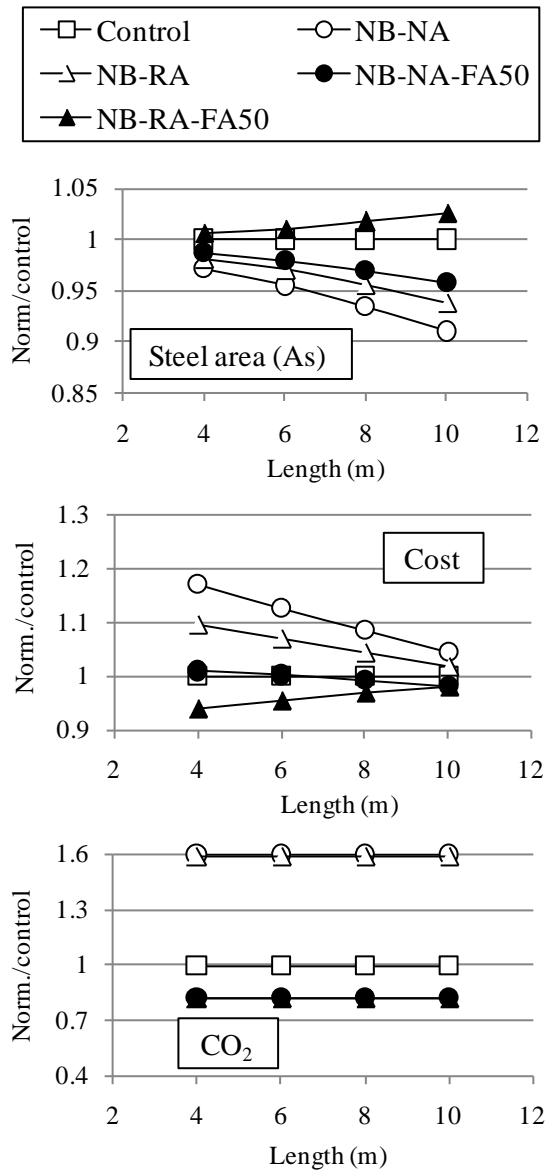 Control NB-NA
NB-RA NB-NA-FA50
NB-RA-FA50
1.05
1
0.95
0.9
0.85
Norm/control
Steel area (As)
2 4 6 8 10 12
Length (m)
1.3
1.2
1.1
1
0.9
Norm./control
Cost
2 4 6 8 10 12
Length (m)
1.6
1.3
1
0.7
0.4
Norm./control
CO₂
2 4 6 8 10 12
Length (m)